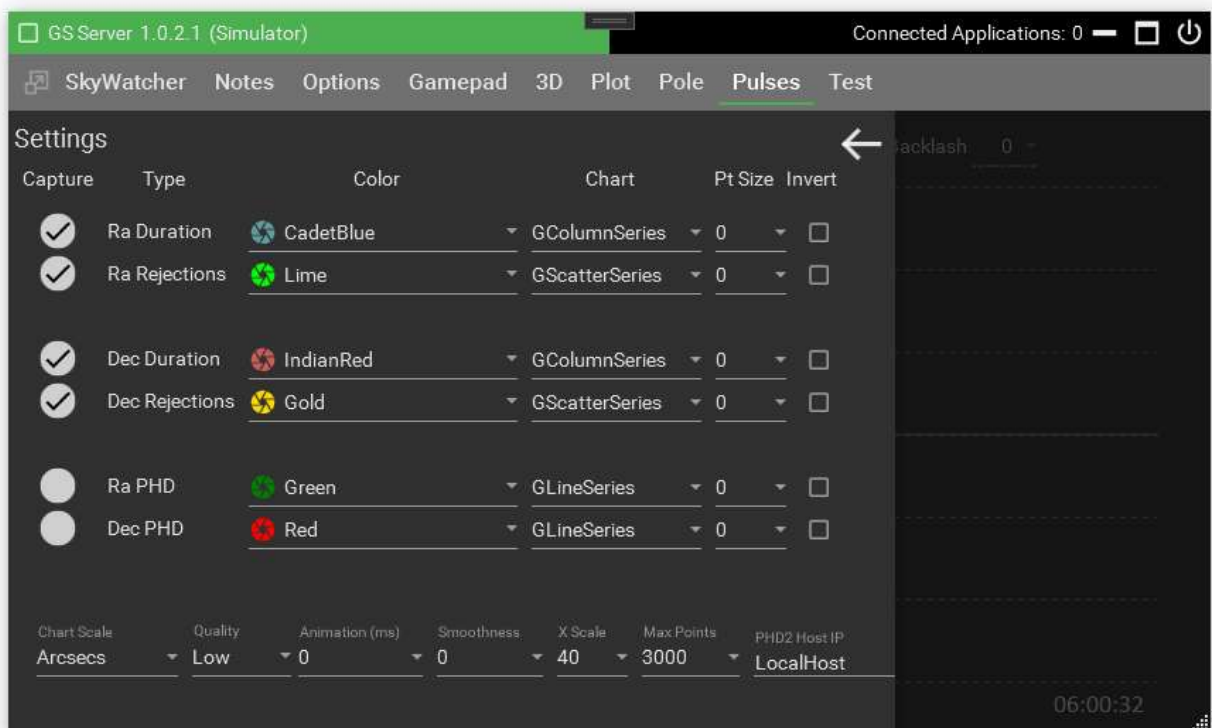 GS Server 1.0.2.1 (Simulator) Connected Applications: 0
SkyWatcher Notes Options Gamepad 3D Plot Pole Pulses Test
Settings
Backlash 0
Capture Type Color Chart Pt Size Invert
Ra Duration CadetBlue GColumnSeries 0
Ra Rejections Lime GScatterSeries 0
Dec Duration IndianRed GColumnSeries 0
Dec Rejections Gold GScatterSeries 0
Ra PHD Green GLineSeries 0
Dec PHD Red GLineSeries 0
Chart Scale Quality Animation (ms) Smoothness X Scale Max Points PHD2 Host IP
Arcsecs Low 0 0 40 3000 LocalHost
06:00:32